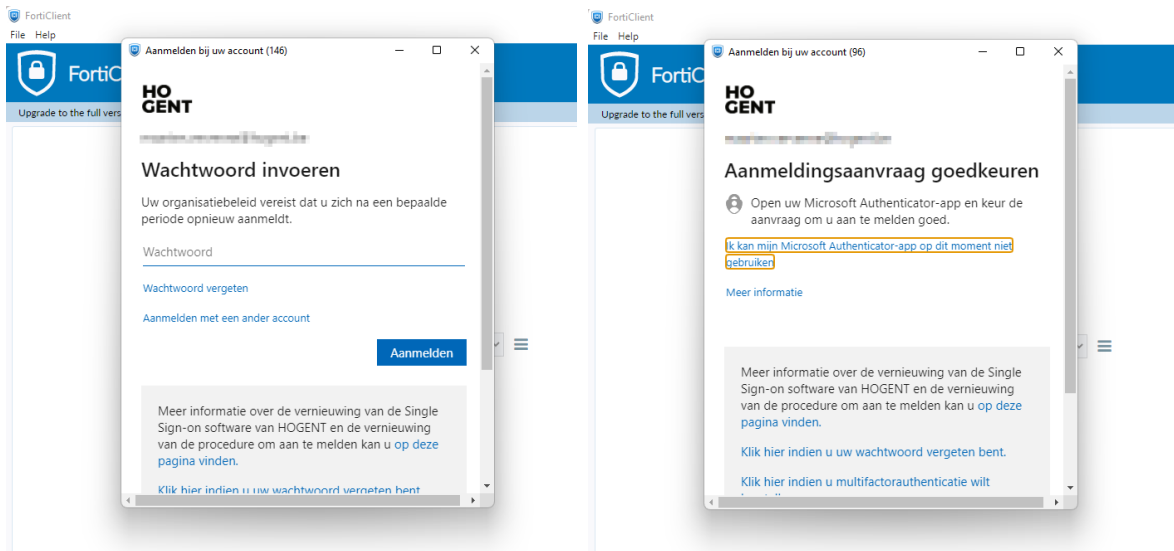 FortiClient
File Help
Aanmelden bij uw account (146)
FortiC
Upgrade to the full vers
HO
GENT
Wachtwoord invoeren
Uw organisatiebeleid vereist dat u zich na een bepaalde
periode opnieuw aanmeldt.
Wachtwoord
Wachtwoord vergeten
Aanmelden met een ander account
Aanmelden
Meer informatie over de vernieuwing van de Single
Sign-on software van HOGENT en de vernieuwing
van de procedure om aan te melden kan u op deze
pagina vinden.
Klik hier indien u uw wachtwoord vergeten bent.
FortiClient
File Help
Aanmelden bij uw account (96)
FortiC
Upgrade to the full vers
HO
GENT
Aanmeldingsaanvraag goedkeuren
Open uw Microsoft Authenticator-app en keur de
aanvraag om u aan te melden goed.
Ik kan mijn Microsoft Authenticator-app op dit moment niet
gebruiken
Meer informatie
Meer informatie over de vernieuwing van de Single
Sign-on software van HOGENT en de vernieuwing
van de procedure om aan te melden kan u op deze
pagina vinden.
Klik hier indien u uw wachtwoord vergeten bent.
Klik hier indien u multifactorauthenticatie wilt